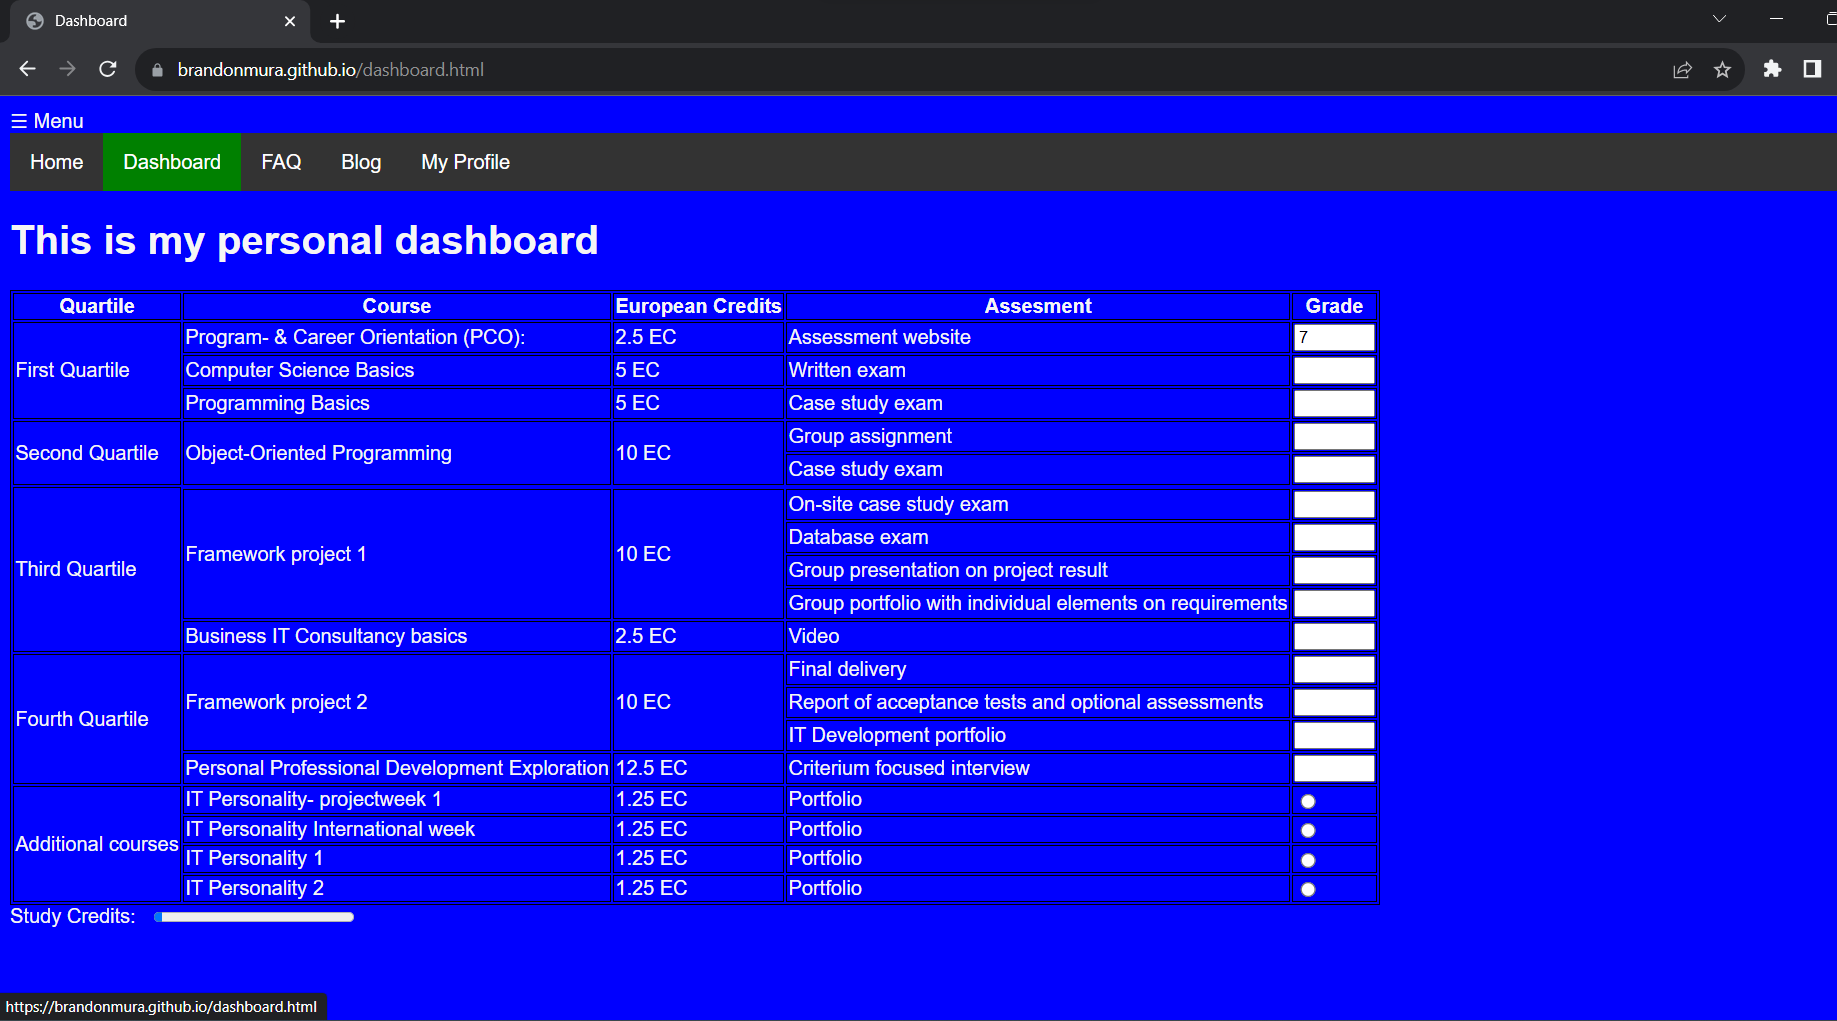 Dashboard
brandonmura.github.io/dashboard.html
☰ Menu
Home Dashboard FAQ Blog My Profile
This is my personal dashboard
Quartile Course European Credits Assesment Grade
First Quartile Program- & Career Orientation (PCO): 2.5 EC Assessment website 7
Computer Science Basics 5 EC Written exam
Programming Basics 5 EC Case study exam
Second Quartile Object-Oriented Programming 10 EC Group assignment
Case study exam
Third Quartile Framework project 1 10 EC On-site case study exam
Database exam
Group presentation on project result
Group portfolio with individual elements on requirements
Business IT Consultancy basics 2.5 EC Video
Fourth Quartile Framework project 2 10 EC Final delivery
Report of acceptance tests and optional assessments
IT Development portfolio
Personal Professional Development Exploration 12.5 EC Criterium focused interview
Additional courses IT Personality- projectweek 1 1.25 EC Portfolio
IT Personality International week 1.25 EC Portfolio
IT Personality 1 1.25 EC Portfolio
IT Personality 2 1.25 EC Portfolio
Study Credits:
https://brandonmura.github.io/dashboard.html